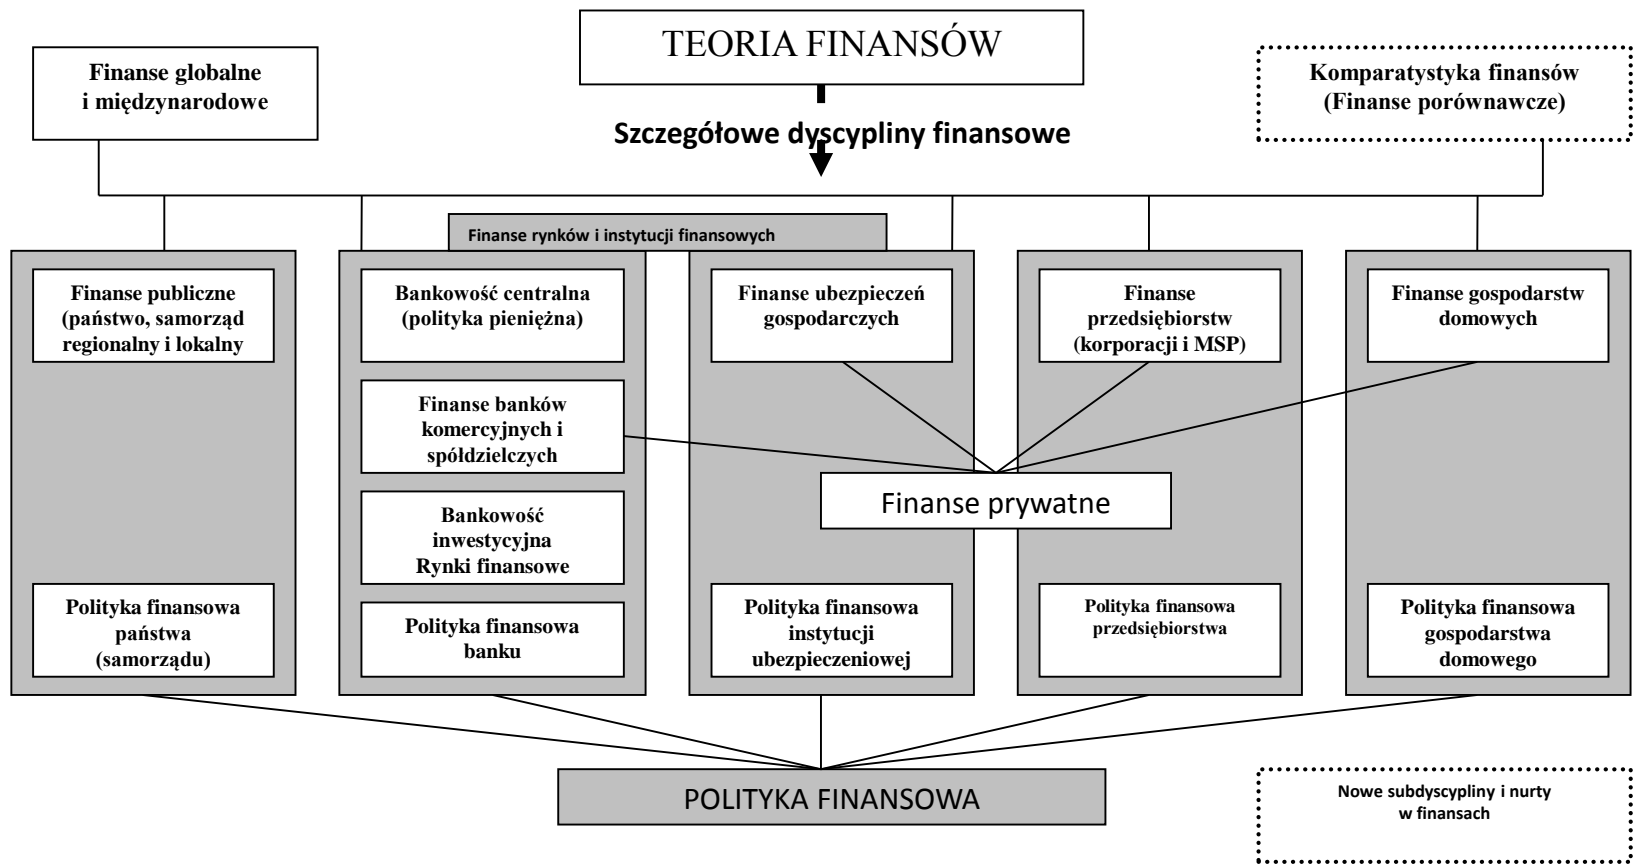 TEORIA FINANSÓW
Finanse globalne
i międzynarodowe
Komparatystyka finansów
(Finanse porównawcze)
Szczegółowe dyscypliny finansowe
Finanse rynków i instytucji finansowych
Finanse publiczne
(państwo, samorząd
regionalny i lokalny
Bankowość centralna
(polityka pieniężna)
Finanse ubezpieczeń
gospodarczych
Finanse
przedsiębiorstw
(korporacji i MSP)
Finanse gospodarstw
domowych
Finanse banków
komercyjnych i
spółdzielczych
Finanse prywatne
Bankowość
inwestycyjna
Rynki finansowe
Polityka finansowa
państwa
(samorządu)
Polityka finansowa
banku
Polityka finansowa
instytucji
ubezpieczeniowej
Polityka finansowa
przedsiębiorstwa
Polityka finansowa
gospodarstwa
domowego
POLITYKA FINANSOWA
Nowe subdyscypliny i nurty
w finansach